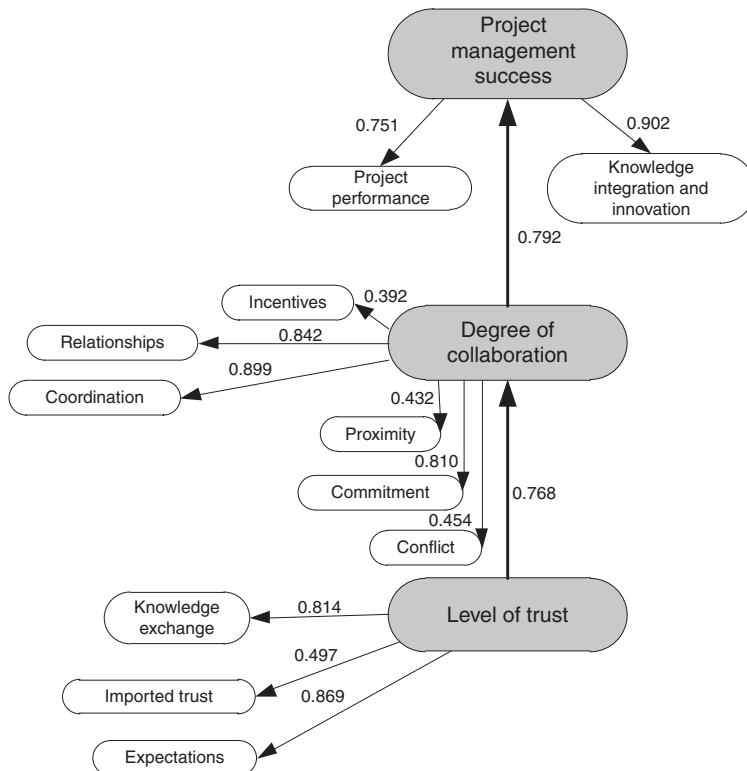 Project
management
success
0.751
0.902
Project
performance
Knowledge
integration and
innovation
0.792
Incentives
0.392
Relationships
0.842
Degree of
collaboration
0.899
Coordination
0.432
Proximity
0.810
Commitment
0.768
0.454
Conflict
Knowledge
exchange
0.814
Level of trust
0.497
Imported trust
0.869
Expectations